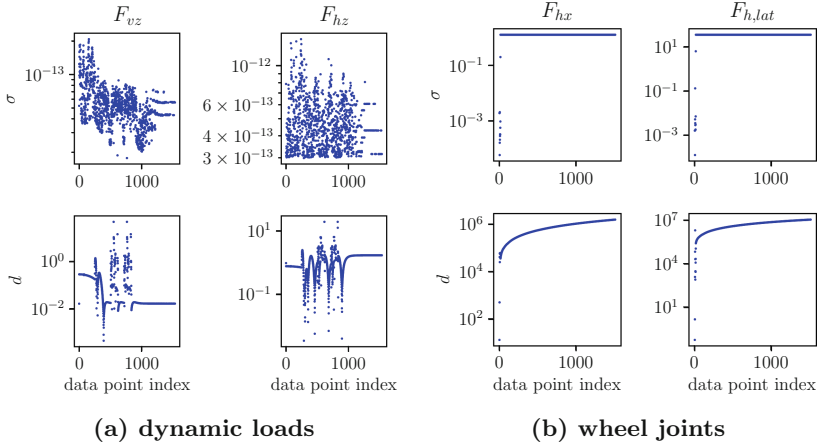 F_{vz} F_{hz} F_{hx} F_{h,lat}
σ 10^{-13}
10^{-12}
6 × 10^{-13}
4 × 10^{-13}
3 × 10^{-13}
σ 10^{-1}
10^{-3}
10^{1}
10^{-1}
10^{-3}
0 1000 0 1000 0 1000 0 1000
d 10^{0}
10^{-2}
10^{1}
10^{-1}
d 10^{6}
10^{4}
10^{2}
10^{7}
10^{4}
10^{1}
0 1000 0 1000 0 1000 0 1000
data point index data point index data point index data point index
(a) dynamic loads (b) wheel joints